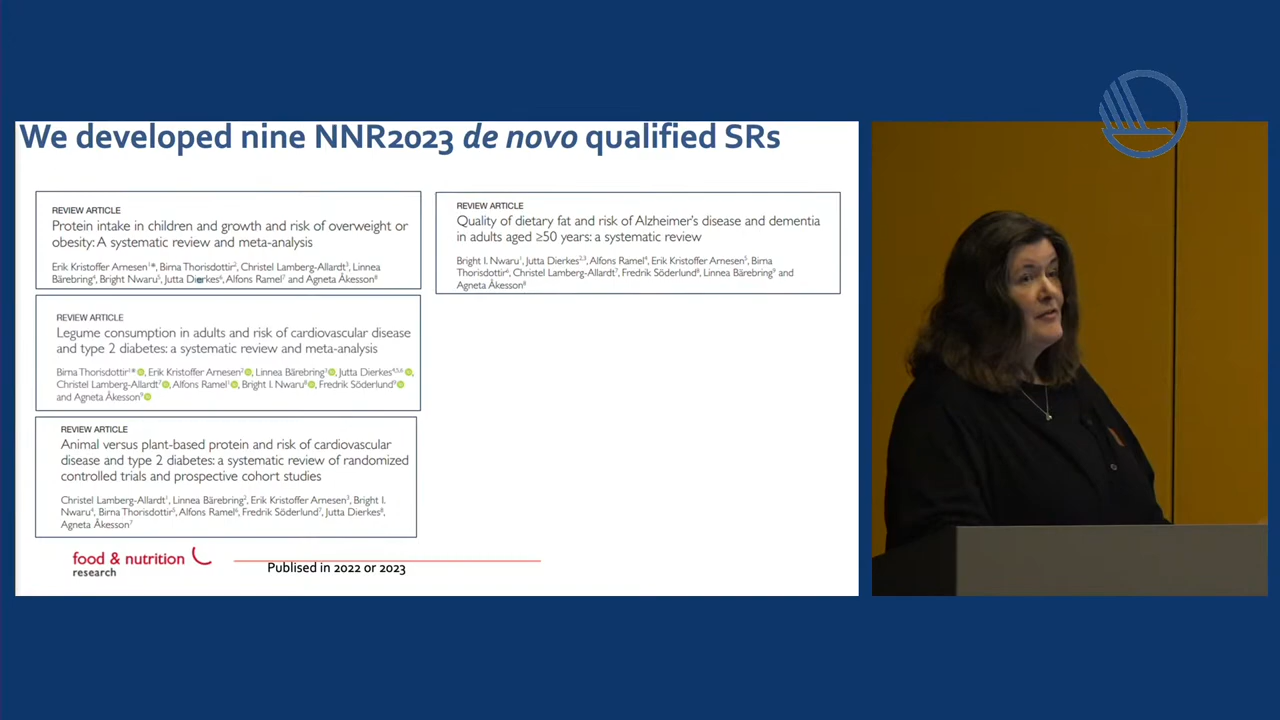 We developed nine NNR2023 de novo qualified SRs
REVIEW ARTICLE
Protein intake in children and growth and risk of overweight or
obesity: A systematic review and meta-analysis
Erik Kristoffer Arnesen¹*, Birna Thorisdottir², Christel Lamberg-Allardt³, Linnea
Bärebring⁴, Bright Nwaru⁵, Jutta Dierkes⁶, Alfons Ramel⁷ and Agneta Åkesson⁸
REVIEW ARTICLE
Legume consumption in adults and risk of cardiovascular disease
and type 2 diabetes: a systematic review and meta-analysis
Birna Thorisdottir¹*, Erik Kristoffer Arnesen², Linnea Bärebring³, Jutta Dierkes⁴,⁵,⁶,
Christel Lamberg-Allardt⁷, Alfons Ramel¹, Bright I. Nwaru⁸, Fredrik Söderlund⁹
and Agneta Åkesson⁹
REVIEW ARTICLE
Animal versus plant-based protein and risk of cardiovascular
disease and type 2 diabetes: a systematic review of randomized
controlled trials and prospective cohort studies
Christel Lamberg-Allardt¹, Linnea Bärebring², Erik Kristoffer Arnesen³, Bright I.
Nwaru⁴, Birna Thorisdottir⁵, Alfons Ramel⁶, Fredrik Söderlund⁷, Jutta Dierkes⁸,
Agneta Åkesson⁷
food & nutrition
research
Publised in 2022 or 2023
REVIEW ARTICLE
Quality of dietary fat and risk of Alzheimer's disease and dementia
in adults aged ≥50 years: a systematic review
Bright I. Nwaru¹, Jutta Dierkes²,³, Alfons Ramel⁴, Erik Kristoffer Arnesen⁵, Birna
Thorisdottir⁶, Christel Lamberg-Allardt⁷, Fredrik Söderlund⁸, Linnea Bärebring⁹ and
Agneta Åkesson⁸